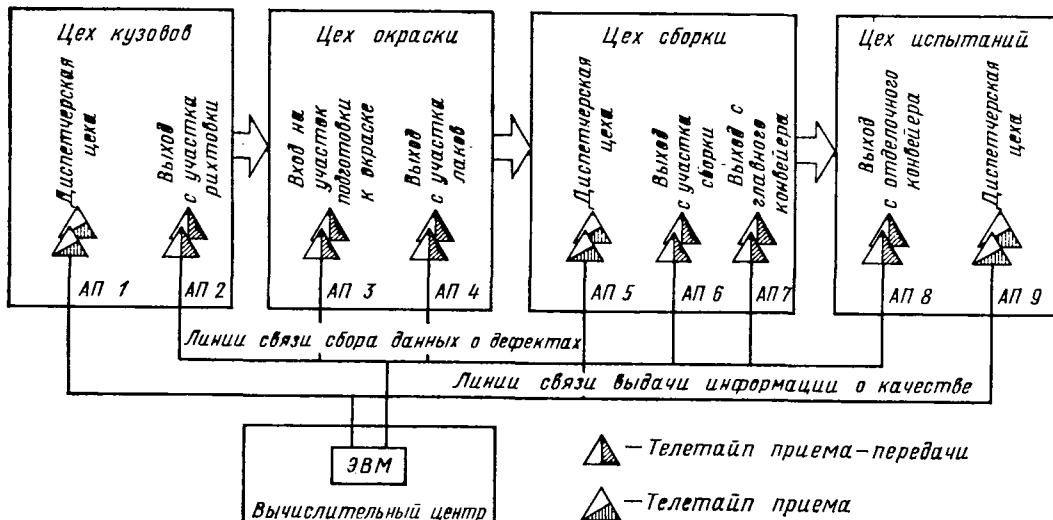 Цех кузовов
Диспетчерская
цеха
Выход
с участка
рихтовки
АП 1
АП 2
Цех окраски
Вход на
участок
подготовки
к окраске
Выход
с участка
лаков
АП 3
АП 4
Цех сборки
Диспетчерская
цеха
Выход
с участка
сборки
Выход с
главного
конвейера
АП 5
АП 6
АП 7
Цех испытаний
Выход
с отделочного
конвейера
Диспетчерская
цеха
АП 8
АП 9
Линии связи сбора данных о дефектах
Линии связи выдачи информации о качестве
ЭВМ
Вычислительный центр
— Телетайп приема-передачи
— Телетайп приема